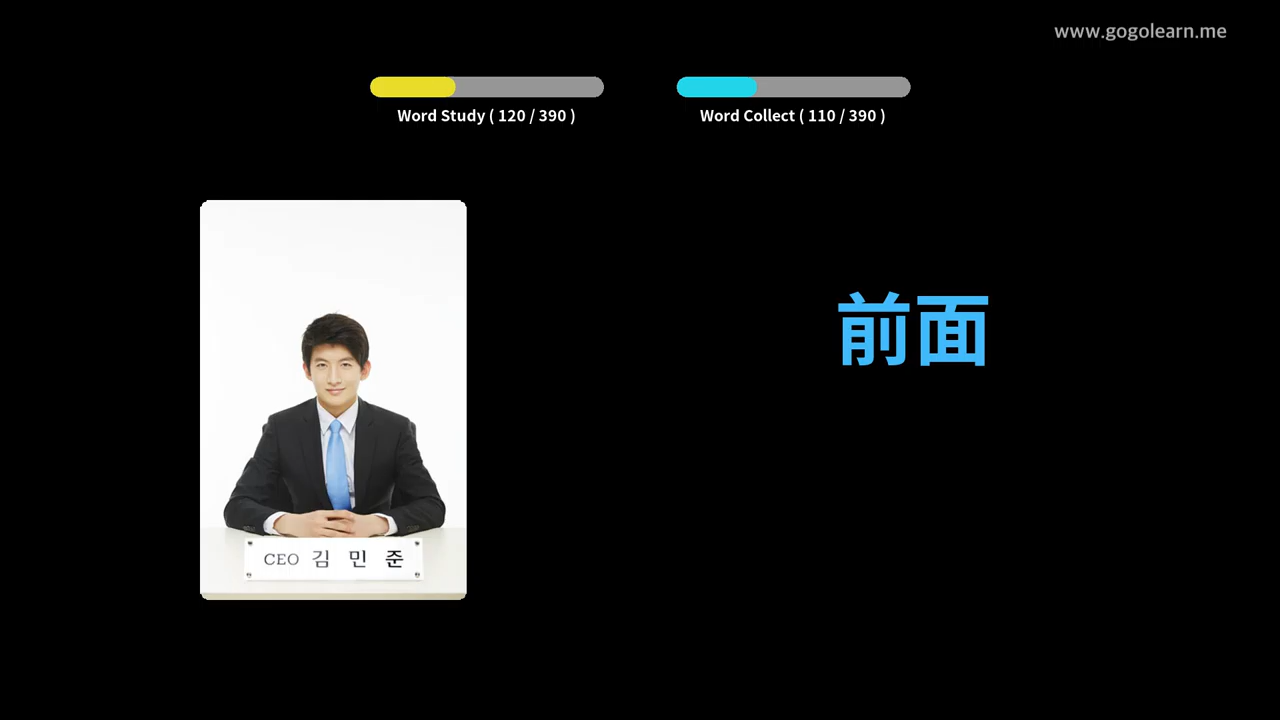 www.gogolearn.me
Word Study ( 120 / 390 )
Word Collect ( 110 / 390 )
前面
CEO 김 민 준